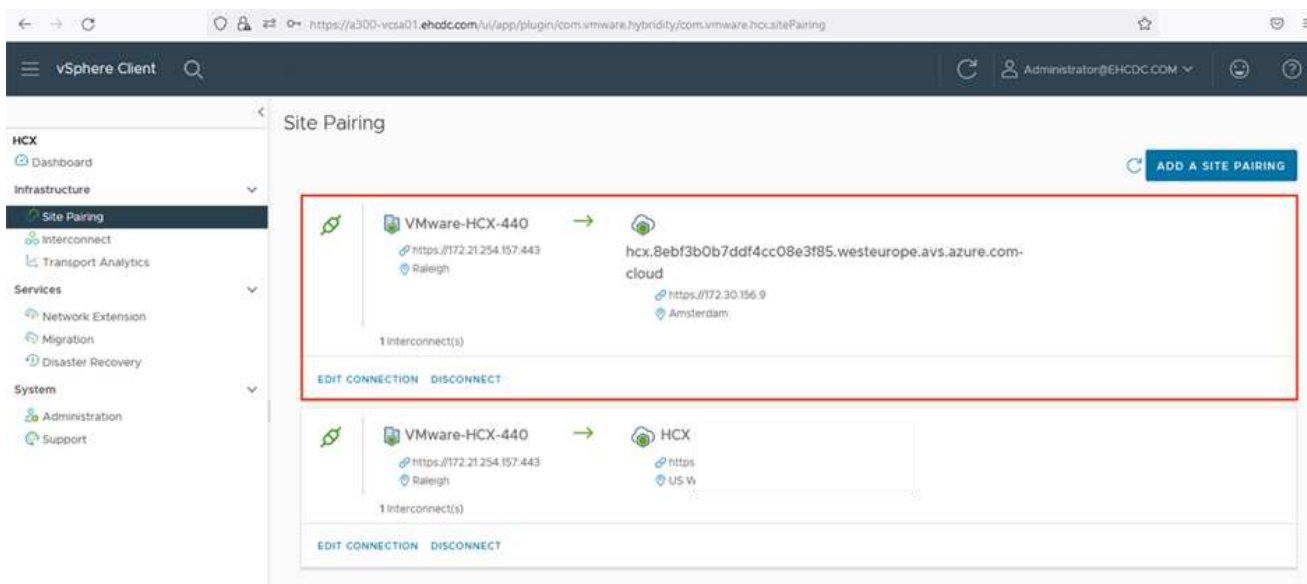 https://a300-vcsa01.ehcdc.com/ui/app/plugin/com.vmware.hybridity/com.vmware.hcx.sitePairing
vSphere Client
Administrator@EHCDC.COM
HCX
Dashboard
Infrastructure
Site Pairing
Interconnect
Transport Analytics
Services
Network Extension
Migration
Disaster Recovery
System
Administration
Support
Site Pairing
ADD A SITE PAIRING
VMware-HCX-440
https://172.21.254.157:443
Raleigh
hcx.8ebf3b0b7ddf4cc08e3f85.westeurope.avs.azure.com-
cloud
https://172.30.156.9
Amsterdam
1 Interconnect(s)
EDIT CONNECTION DISCONNECT
VMware-HCX-440
https://172.21.254.157:443
Raleigh
HCX
https
US W
1 Interconnect(s)
EDIT CONNECTION DISCONNECT